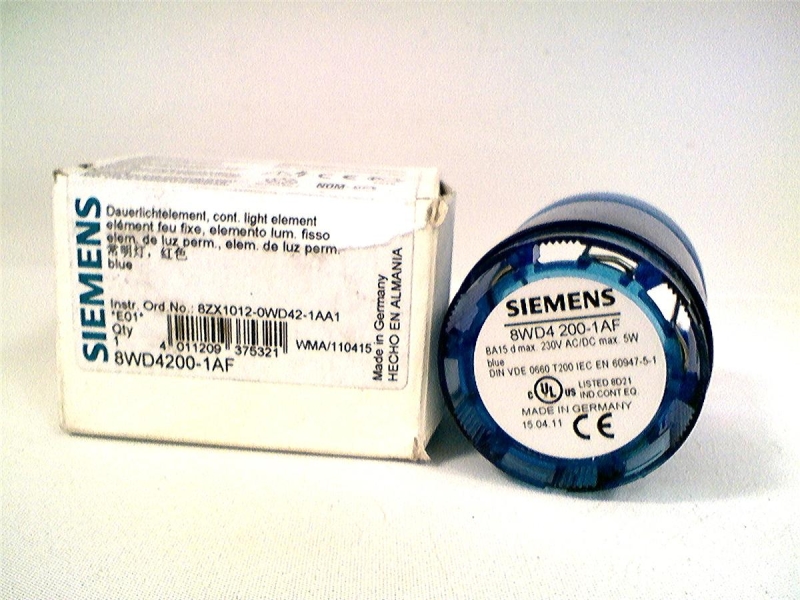 SIEMENS
Dauerlichtelement, cont. light element
elément feu fixe, elemento lum. fisso
elem. de luz perm., elem. de luz perm.
常明灯, 红色
blue
Instr. Ord.No.: 8ZX1012-0WD42-1AA1
*E01*
Qty
1
4 011209 375321
WMA/110415
8WD4200-1AF
Made in Germany
HECHO EN ALMANIA
SIEMENS
8WD4 200-1AF
BA15 d max. 230V AC/DC max. 5W
blue
DIN VDE 0660 T200 IEC EN 60947-5-1
c UL us LISTED 8D21
IND.CONT.EQ.
MADE IN GERMANY
15.04.11 CE